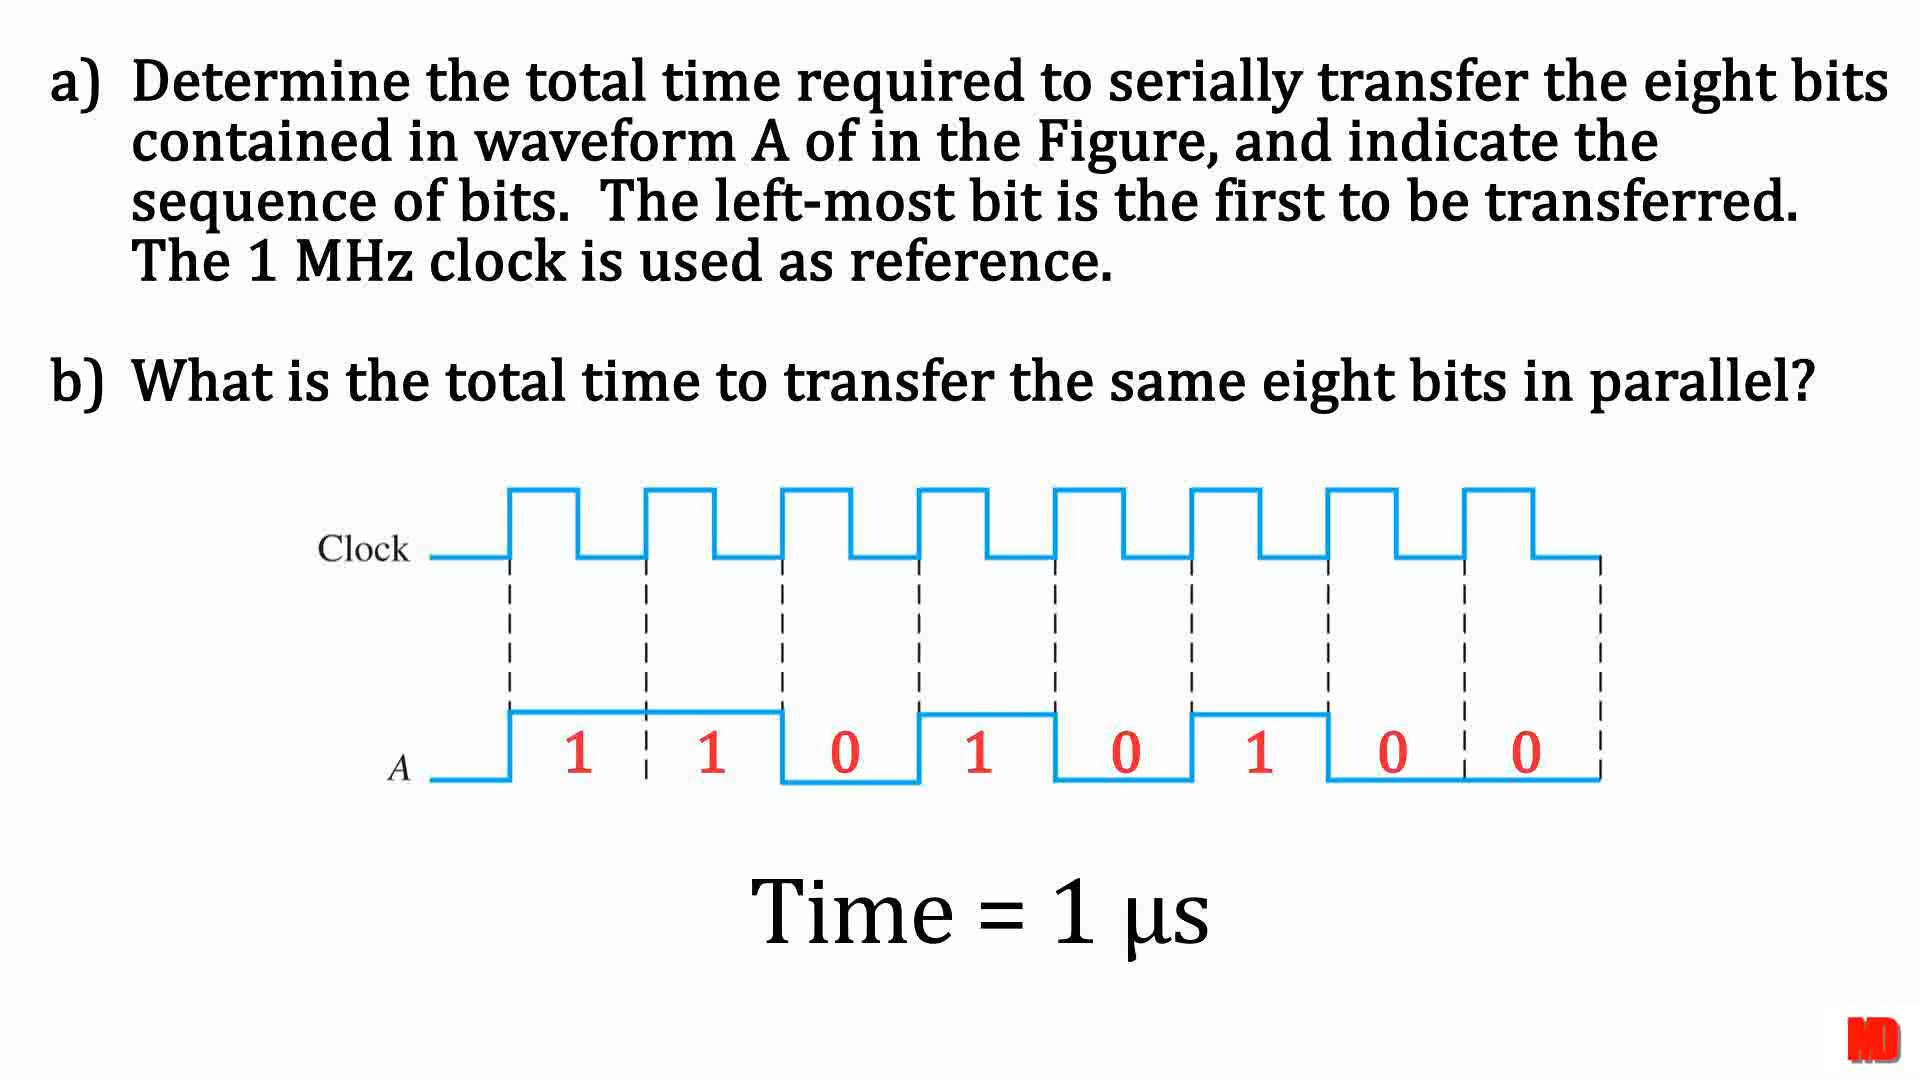 a) Determine the total time required to serially transfer the eight bits
contained in waveform A of in the Figure, and indicate the
sequence of bits. The left-most bit is the first to be transferred.
The 1 MHz clock is used as reference.
b) What is the total time to transfer the same eight bits in parallel?
Clock
A 1 1 0 1 0 1 0 0
Time = 1 μs
MD